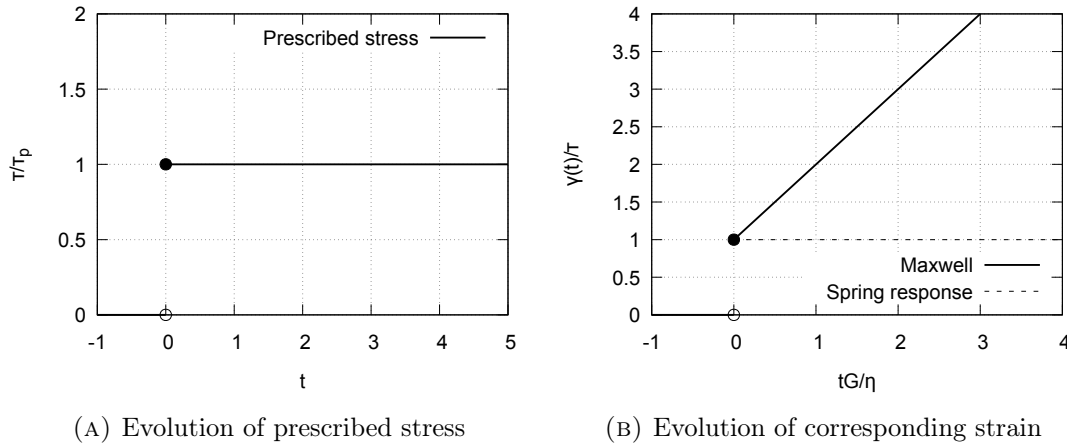 2
1.5
1
0.5
0
-1 0 1 2 3 4 5
τ/τp
t
Prescribed stress
(A) Evolution of prescribed stress
4
3.5
3
2.5
2
1.5
1
0.5
0
-1 0 1 2 3 4
γ(t)/τ
tG/η
Maxwell
Spring response
(B) Evolution of corresponding strain